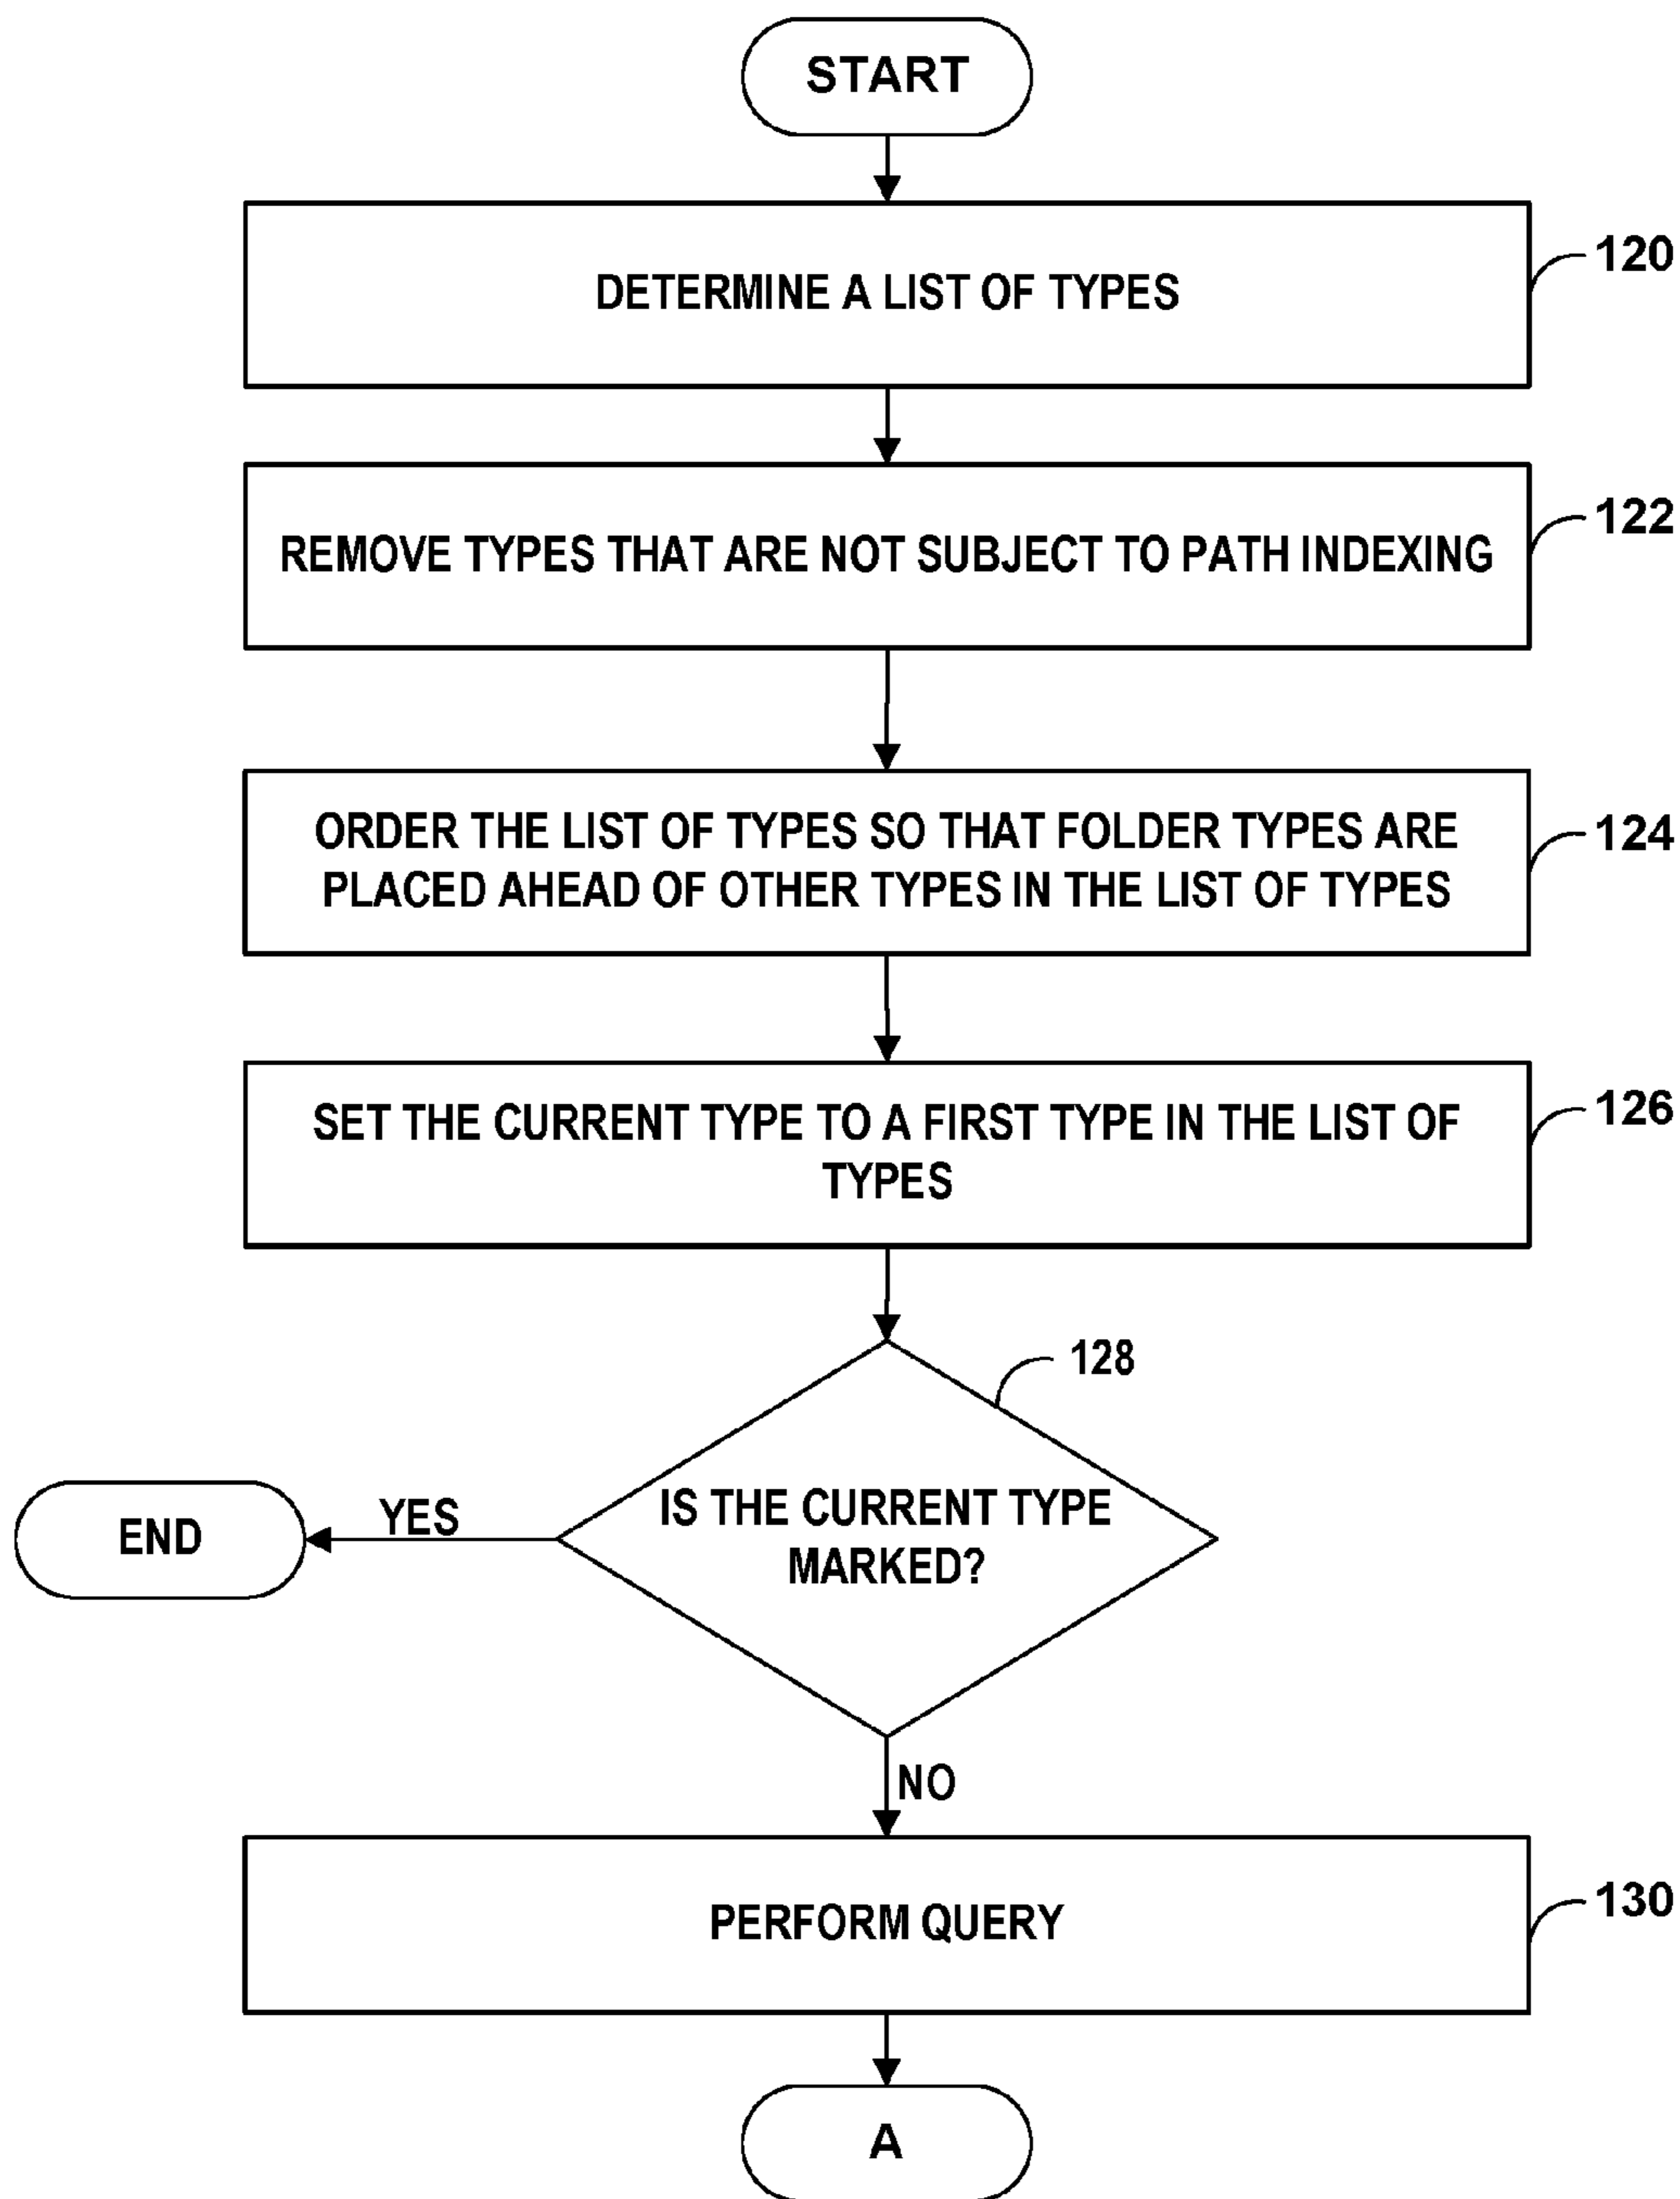 START
DETERMINE A LIST OF TYPES
120
REMOVE TYPES THAT ARE NOT SUBJECT TO PATH INDEXING
122
ORDER THE LIST OF TYPES SO THAT FOLDER TYPES ARE
PLACED AHEAD OF OTHER TYPES IN THE LIST OF TYPES
124
SET THE CURRENT TYPE TO A FIRST TYPE IN THE LIST OF
TYPES
126
128
IS THE CURRENT TYPE
MARKED?
YES
END
NO
PERFORM QUERY
130
A